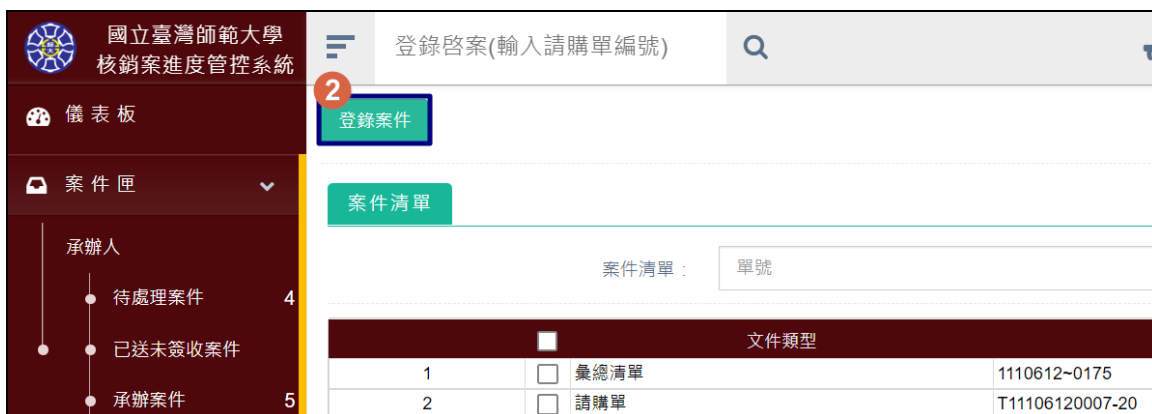 國立臺灣師範大學
核銷案進度管控系統
登錄啓案(輸入請購單編號)
儀表板
2
登錄案件
案件匣
案件清單
承辦人
案件清單：
單號
待處理案件 4
已送未簽收案件
文件類型
1 彙總清單 1110612~0175
承辦案件 5
2 請購單 T11106120007-20